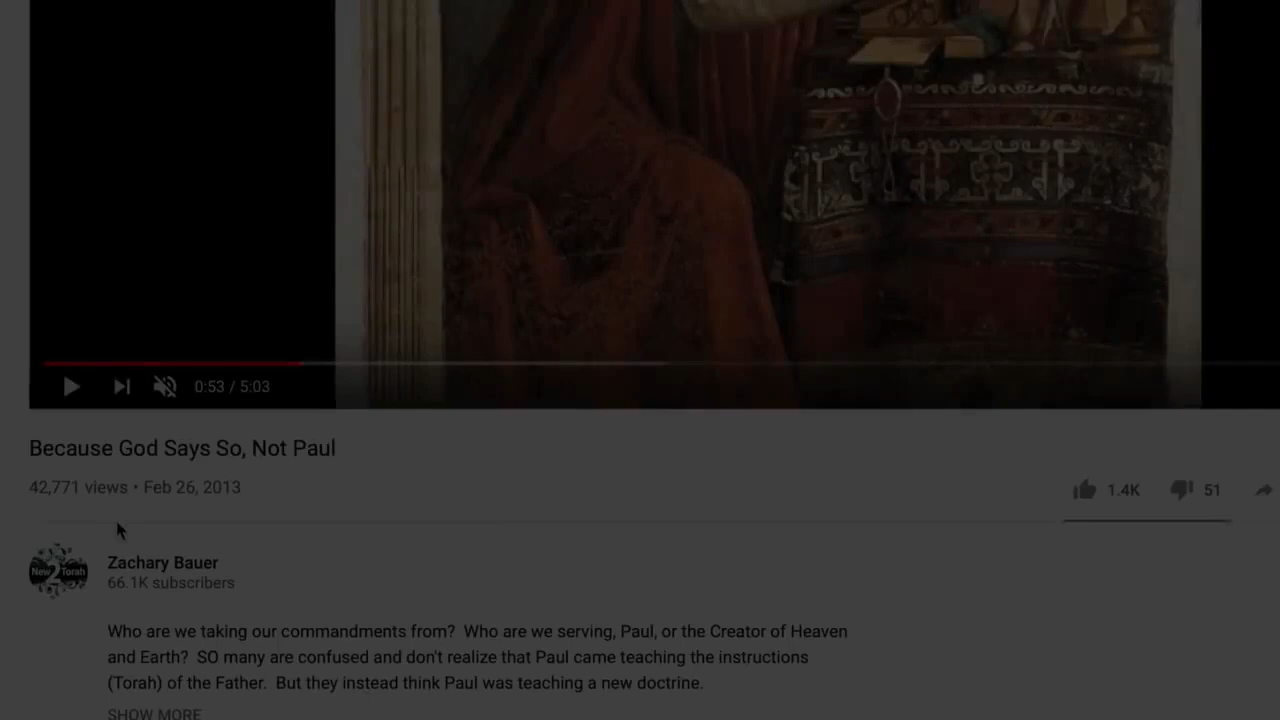 0:53 / 5:03
Because God Says So, Not Paul
42,771 views • Feb 26, 2013
1.4K 51
New 2 Torah
Zachary Bauer
66.1K subscribers
Who are we taking our commandments from?  Who are we serving, Paul, or the Creator of Heaven
and Earth?  SO many are confused and don't realize that Paul came teaching the instructions
(Torah) of the Father.  But they instead think Paul was teaching a new doctrine.
SHOW MORE